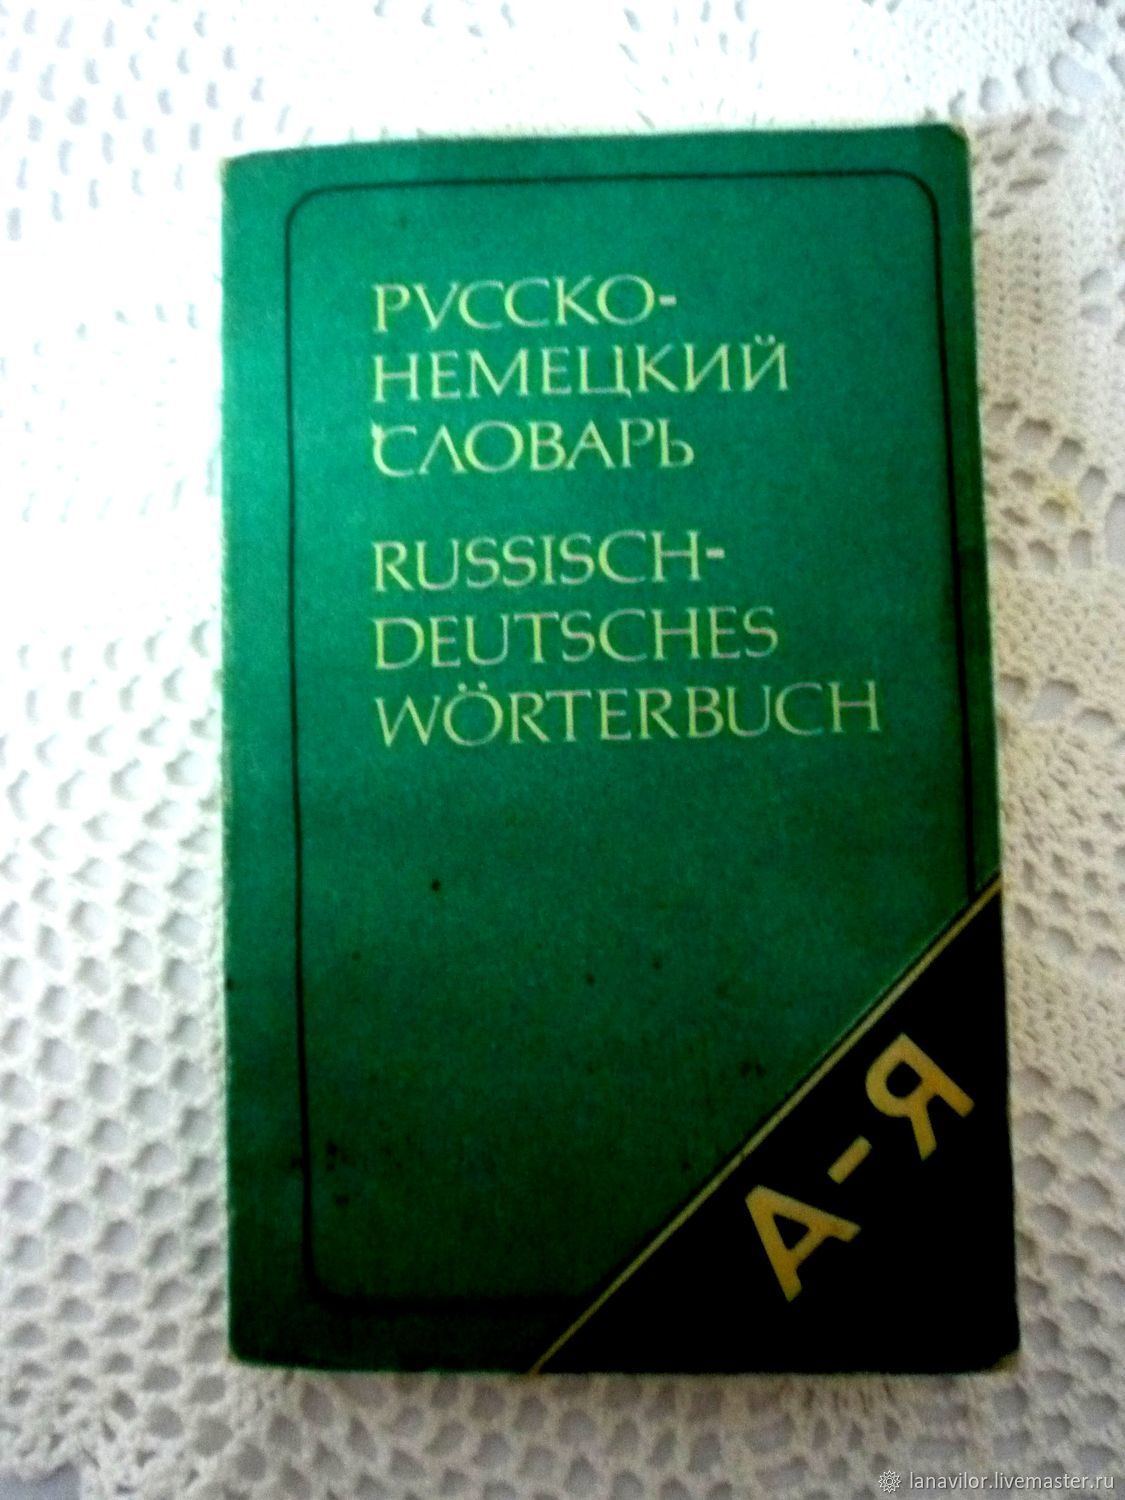 РУССКО-
НЕМЕЦКИЙ
СЛОВАРЬ
RUSSISCH-
DEUTSCHES
WÖRTERBUCH
А-Я
lanavilor.livemaster.ru